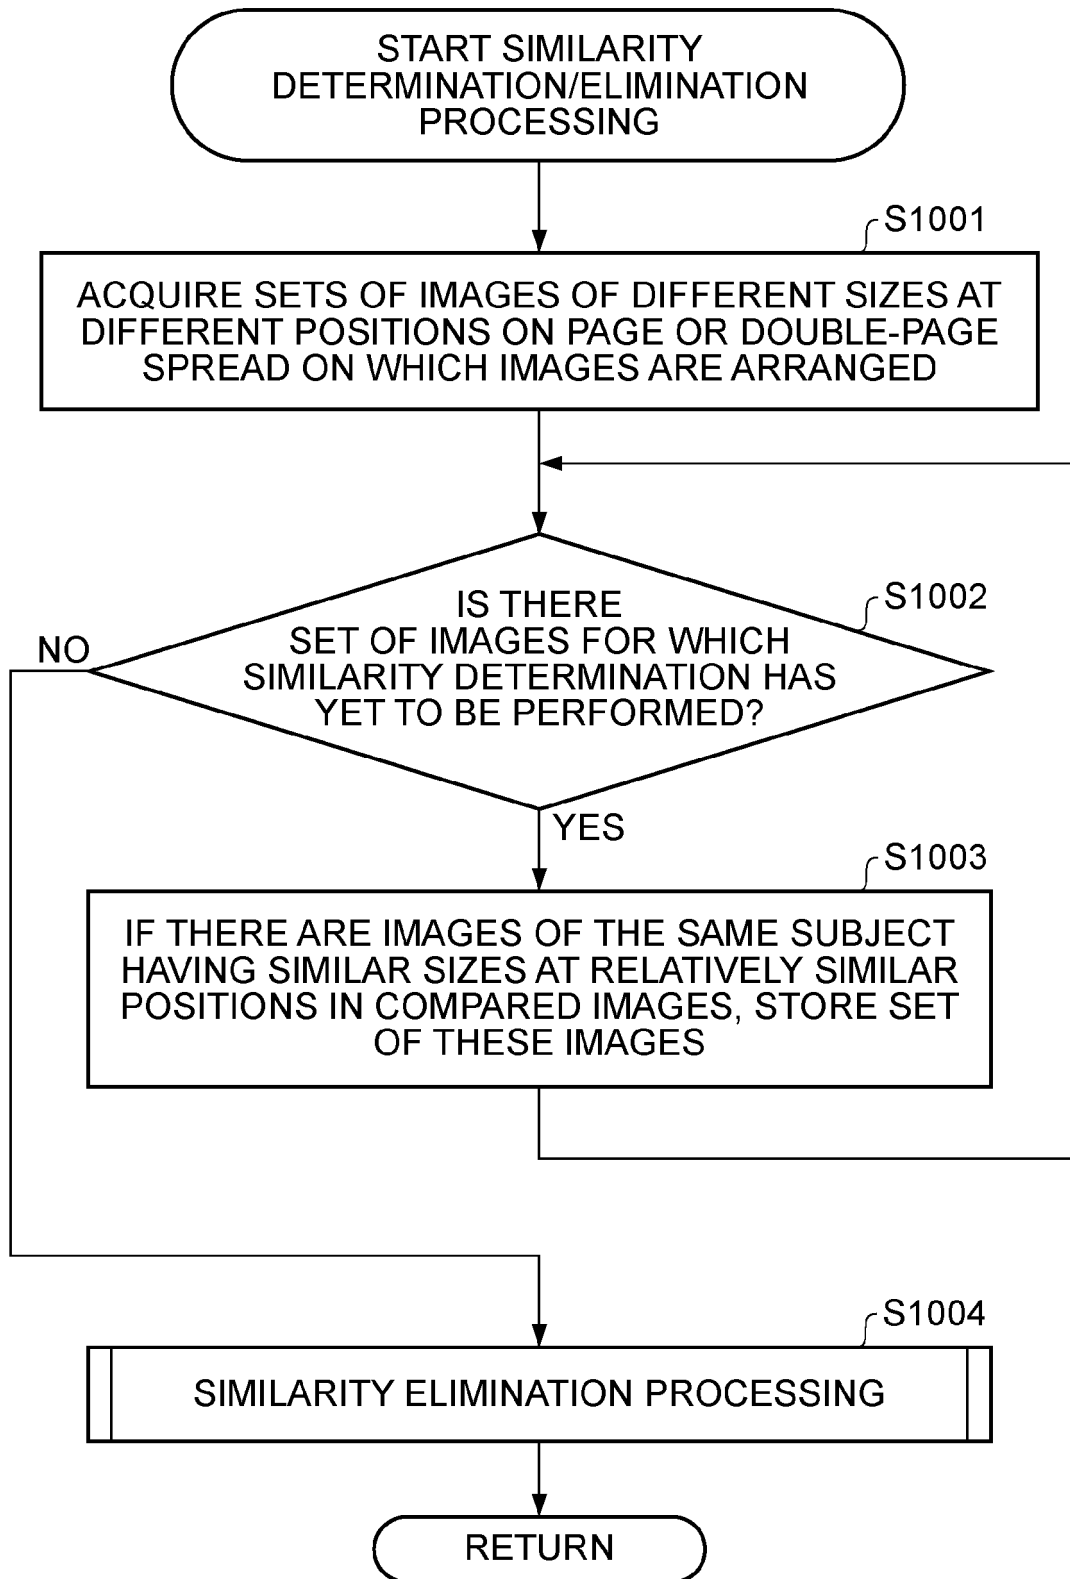 START SIMILARITY
DETERMINATION/ELIMINATION
PROCESSING
S1001
ACQUIRE SETS OF IMAGES OF DIFFERENT SIZES AT
DIFFERENT POSITIONS ON PAGE OR DOUBLE-PAGE
SPREAD ON WHICH IMAGES ARE ARRANGED
S1002
IS THERE
SET OF IMAGES FOR WHICH
SIMILARITY DETERMINATION HAS
YET TO BE PERFORMED?
NO
YES
S1003
IF THERE ARE IMAGES OF THE SAME SUBJECT
HAVING SIMILAR SIZES AT RELATIVELY SIMILAR
POSITIONS IN COMPARED IMAGES, STORE SET
OF THESE IMAGES
S1004
SIMILARITY ELIMINATION PROCESSING
RETURN